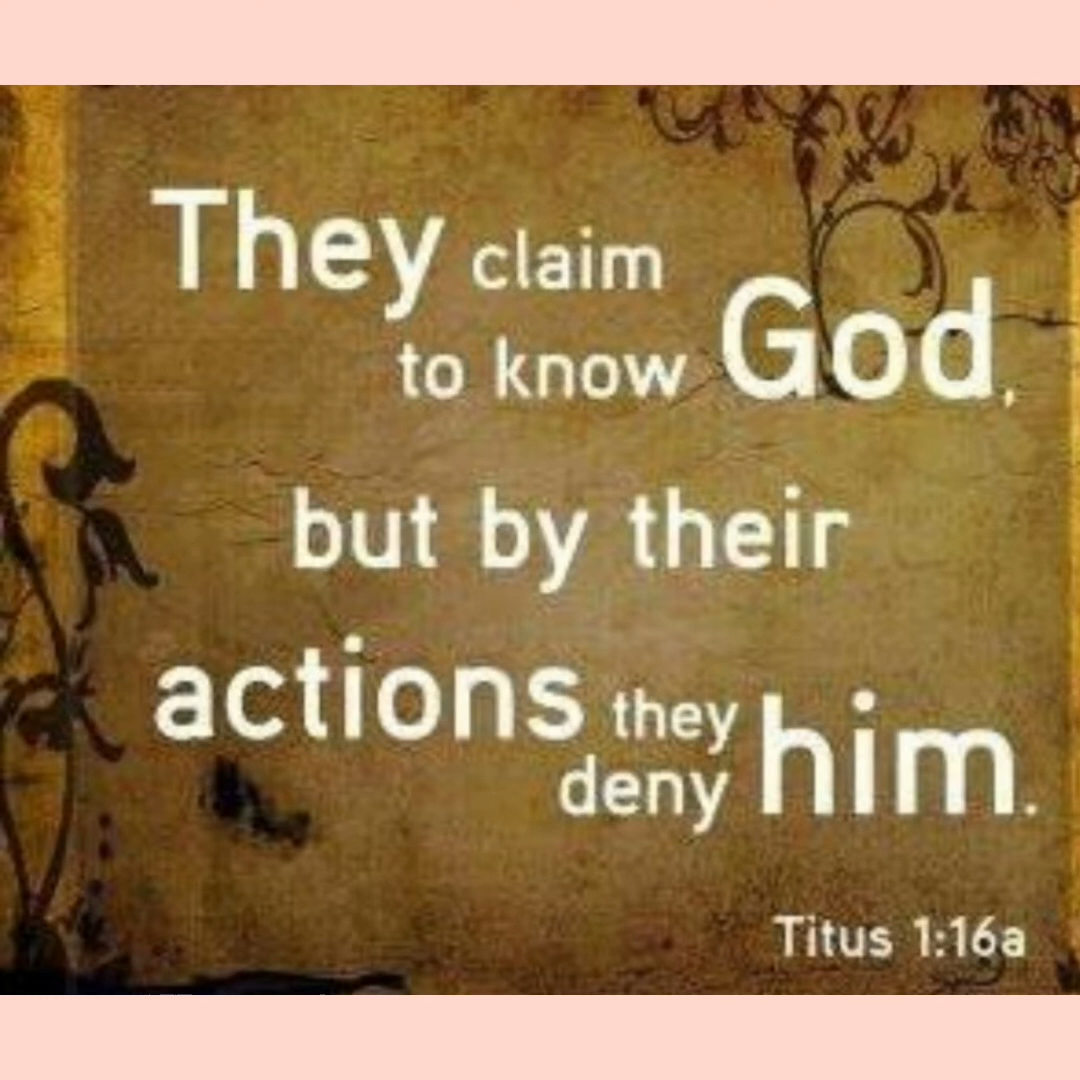 They claim
to know God,
but by their
actions they
deny him.
Titus 1:16a